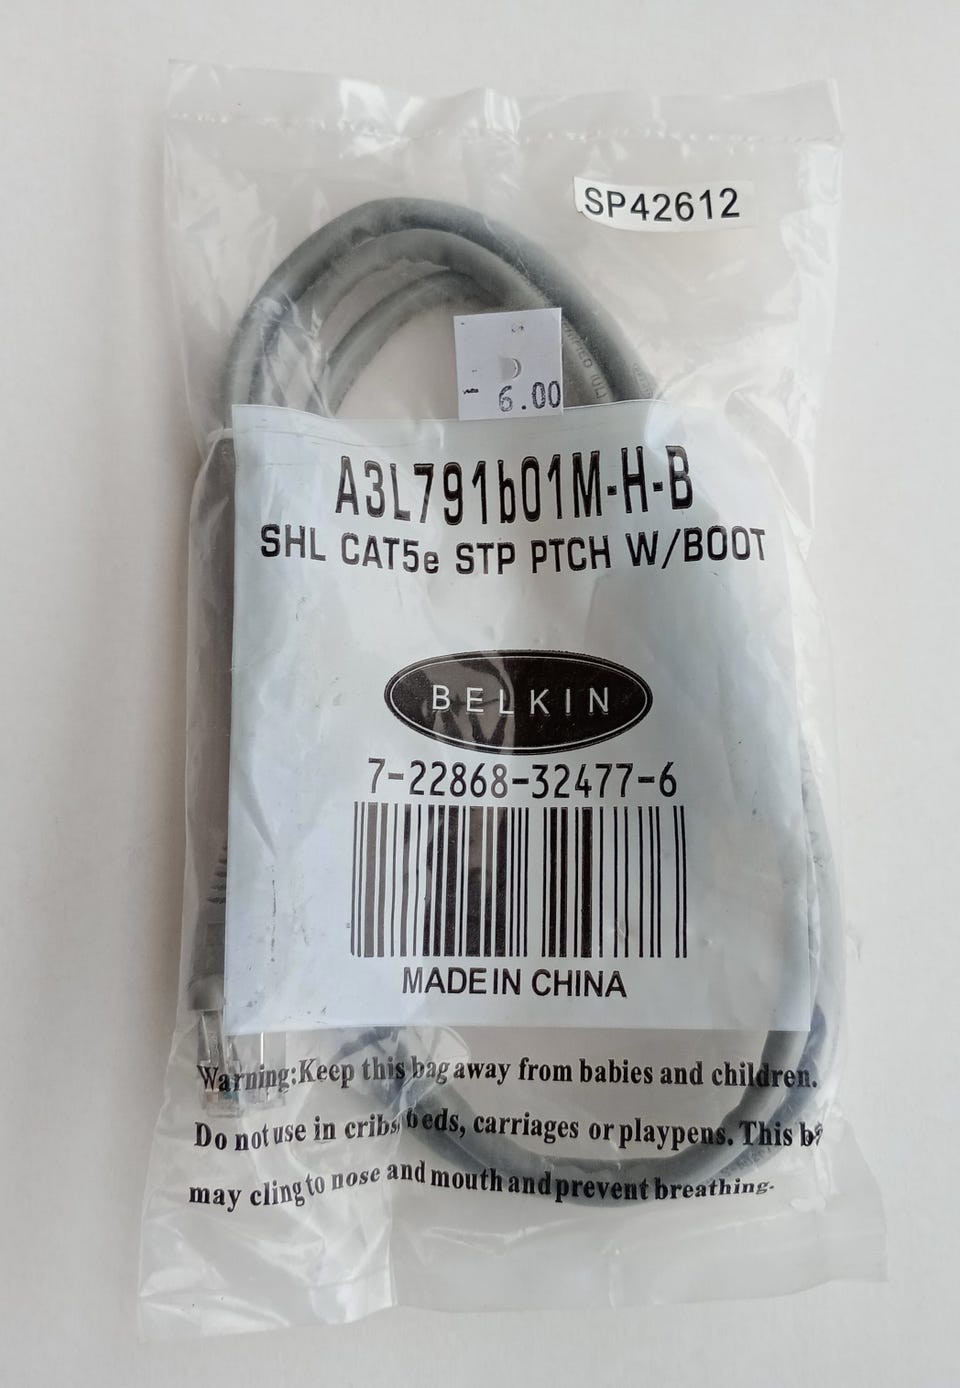 SP42612
- 6.00
A3L791b01M-H-B
SHL CAT5e STP PTCH W/BOOT
BELKIN
7-22868-32477-6
MADE IN CHINA
Warning:Keep this bag away from babies and children.
Do not use in cribs, beds, carriages or playpens. This
may cling to nose and mouth and prevent breathing.